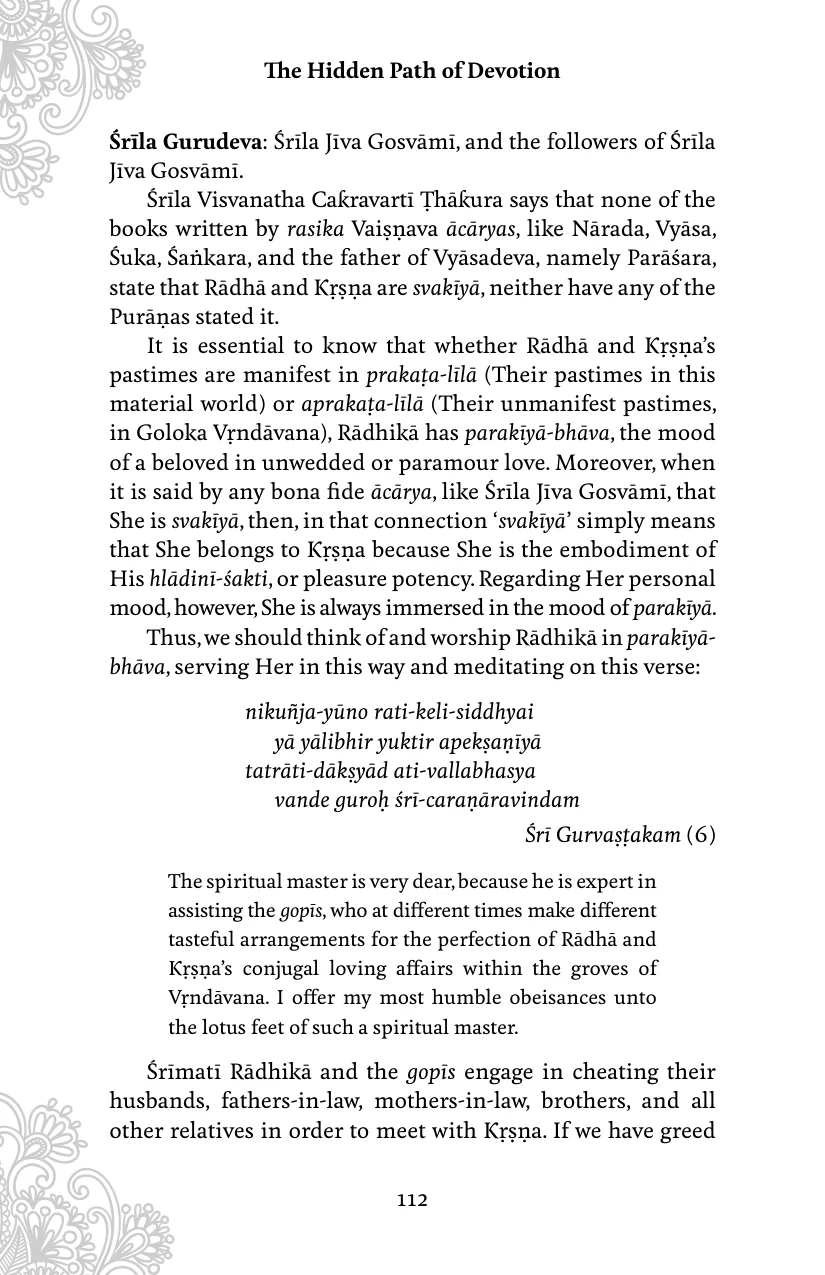 The Hidden Path of Devotion
Śrīla Gurudeva: Śrīla Jīva Gosvāmī, and the followers of Śrīla
Jīva Gosvāmī.
Śrīla Visvanatha Caƙravartī Ṭhāƙura says that none of the
books written by rasika Vaiṣṇava ācāryas, like Nārada, Vyāsa,
Śuka, Śaṅkara, and the father of Vyāsadeva, namely Parāśara,
state that Rādhā and Kṛṣṇa are svakīyā, neither have any of the
Purāṇas stated it.
It is essential to know that whether Rādhā and Kṛṣṇa’s
pastimes are manifest in prakaṭa-līlā (Their pastimes in this
material world) or aprakaṭa-līlā (Their unmanifest pastimes,
in Goloka Vṛndāvana), Rādhikā has parakīyā-bhāva, the mood
of a beloved in unwedded or paramour love. Moreover, when
it is said by any bona fide ācārya, like Śrīla Jīva Gosvāmī, that
She is svakīyā, then, in that connection ‘svakīyā’ simply means
that She belongs to Kṛṣṇa because She is the embodiment of
His hlādinī-śakti, or pleasure potency. Regarding Her personal
mood, however, She is always immersed in the mood of parakīyā.
Thus, we should think of and worship Rādhikā in parakīyā-
bhāva, serving Her in this way and meditating on this verse:
nikuñja-yūno rati-keli-siddhyai
yā yālibhir yuktir apekṣaṇīyā
tatrāti-dākṣyād ati-vallabhasya
vande guroḥ śrī-caraṇāravindam
Śrī Gurvaṣṭakam (6)
The spiritual master is very dear, because he is expert in
assisting the gopīs, who at different times make different
tasteful arrangements for the perfection of Rādhā and
Kṛṣṇa’s conjugal loving affairs within the groves of
Vṛndāvana. I offer my most humble obeisances unto
the lotus feet of such a spiritual master.
Śrīmatī Rādhikā and the gopīs engage in cheating their
husbands, fathers-in-law, mothers-in-law, brothers, and all
other relatives in order to meet with Kṛṣṇa. If we have greed
112